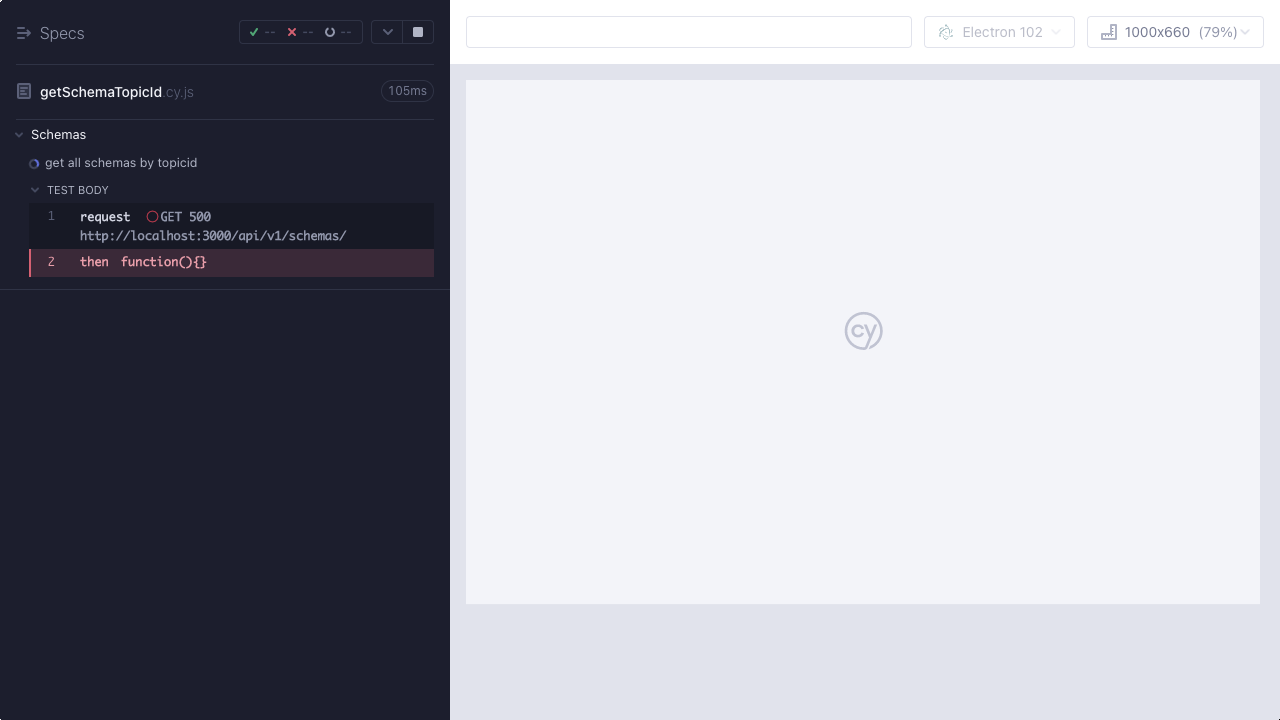 Specs
-- -- --
getSchemaTopicId.cy.js
105ms
Schemas
get all schemas by topicid
TEST BODY
1 request GET 500
http://localhost:3000/api/v1/schemas/
2 then function(){}
Electron 102
1000x660 (79%)
cy